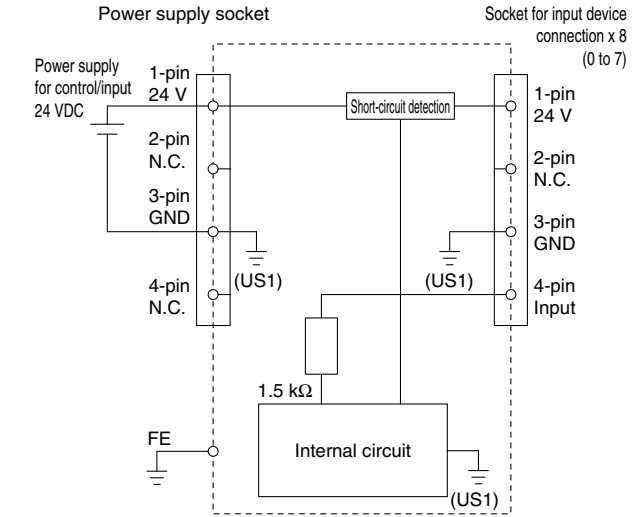 Power supply socket
Socket for input device
connection x 8
(0 to 7)
Power supply
for control/input
24 VDC
1-pin
24 V
2-pin
N.C.
3-pin
GND
4-pin
N.C.
(US1)
Short-circuit detection
1-pin
24 V
2-pin
N.C.
3-pin
GND
(US1)
4-pin
Input
1.5 kΩ
Internal circuit
(US1)
FE